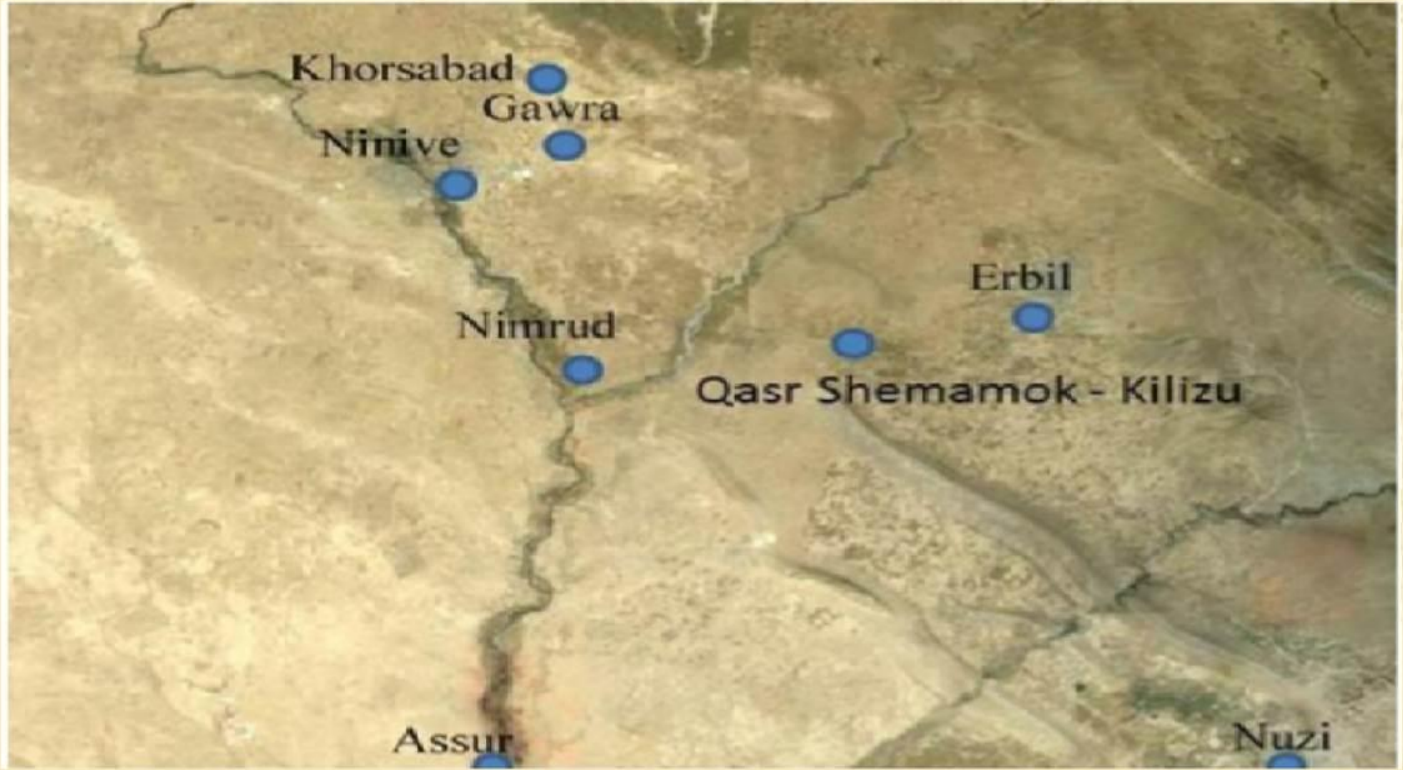 Khorsabad
Gawra
Ninive
Erbil
Nimrud
Qasr Shemamok - Kilizu
Assur
Nuzi